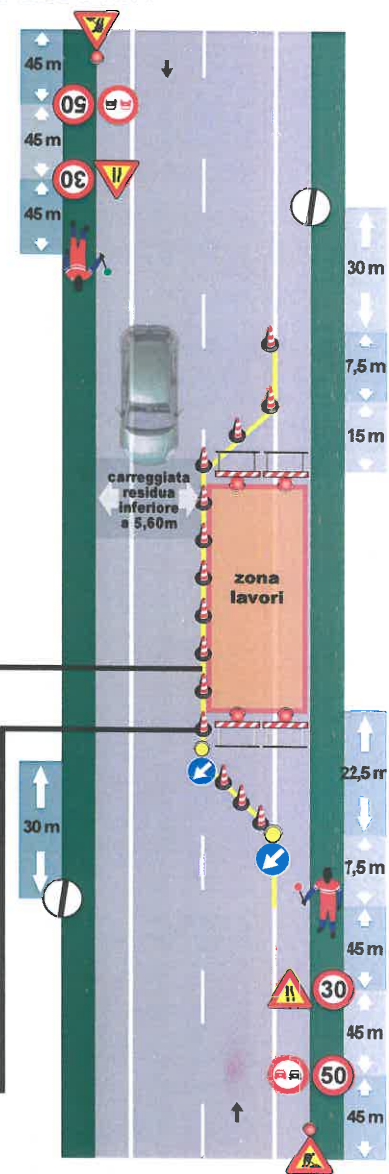 45 m
50
45 m
30
45 m
30 m
7,5 m
15 m
carreggiata
residua
inferiore
a 5,60m
zona
lavori
22,5 m
30 m
7,5 m
45 m
30
45 m
50
45 m